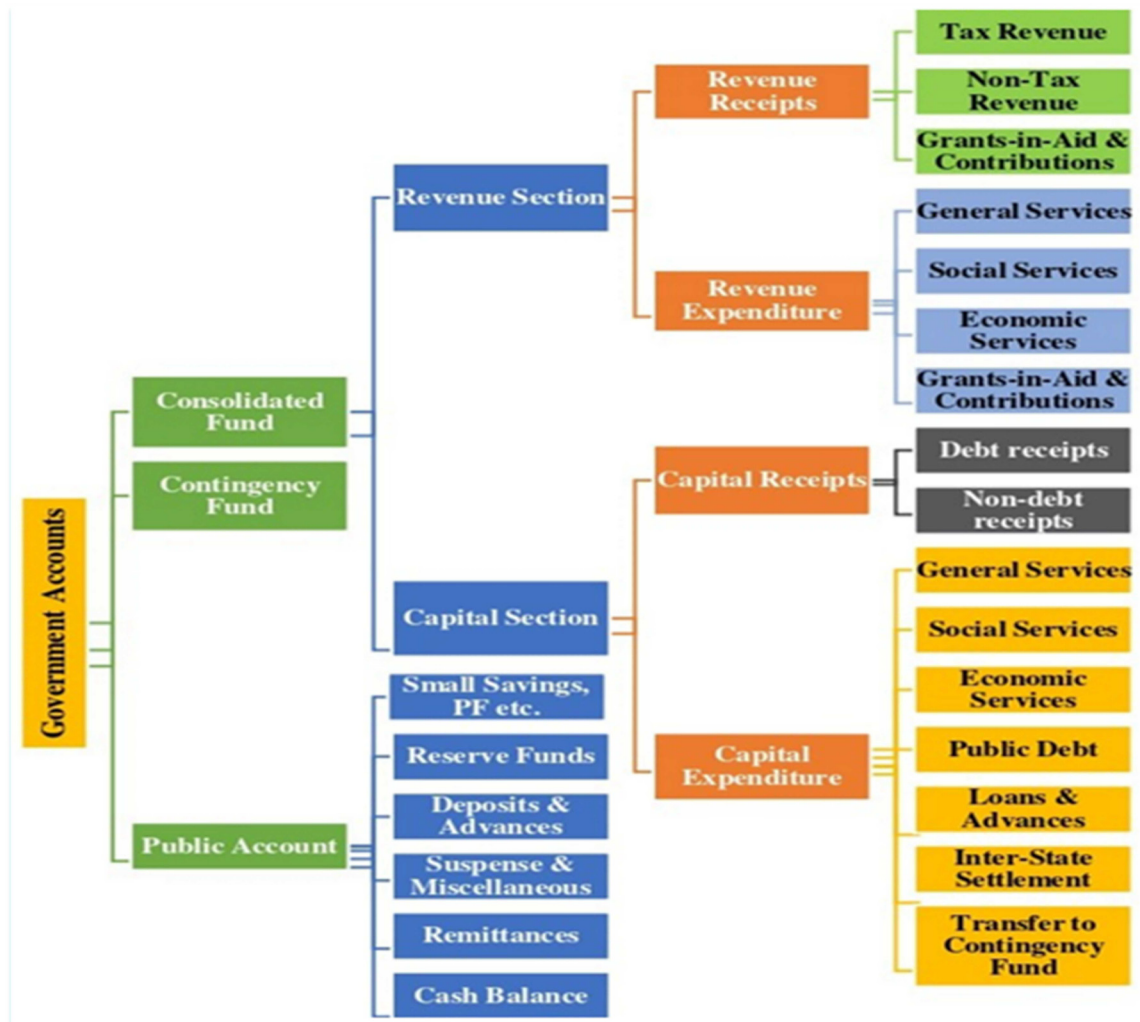 Government Accounts
Consolidated
Fund
Contingency
Fund
Public Account
Revenue Section
Capital Section
Small Savings,
PF etc.
Reserve Funds
Deposits &
Advances
Suspense &
Miscellaneous
Remittances
Cash Balance
Revenue
Receipts
Revenue
Expenditure
Capital Receipts
Capital
Expenditure
Tax Revenue
Non-Tax
Revenue
Grants-in-Aid &
Contributions
General Services
Social Services
Economic
Services
Grants-in-Aid &
Contributions
Debt receipts
Non-debt
receipts
General Services
Social Services
Economic
Services
Public Debt
Loans &
Advances
Inter-State
Settlement
Transfer to
Contingency
Fund